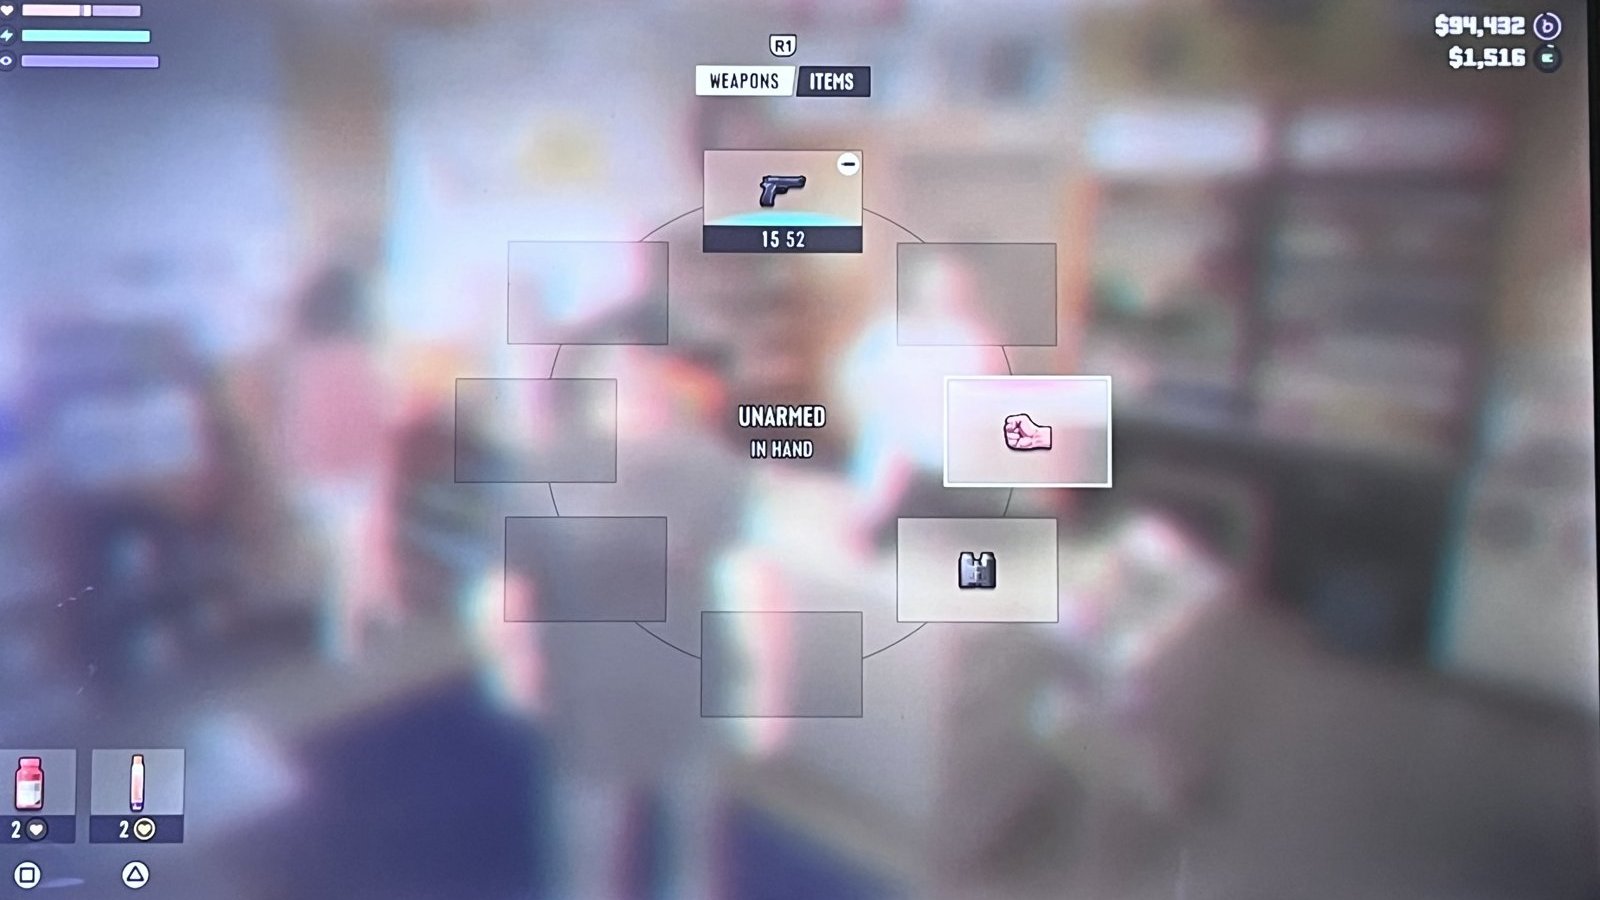 $94,432
$1,516
R1
WEAPONS
ITEMS
15 52
UNARMED
IN HAND
2
2